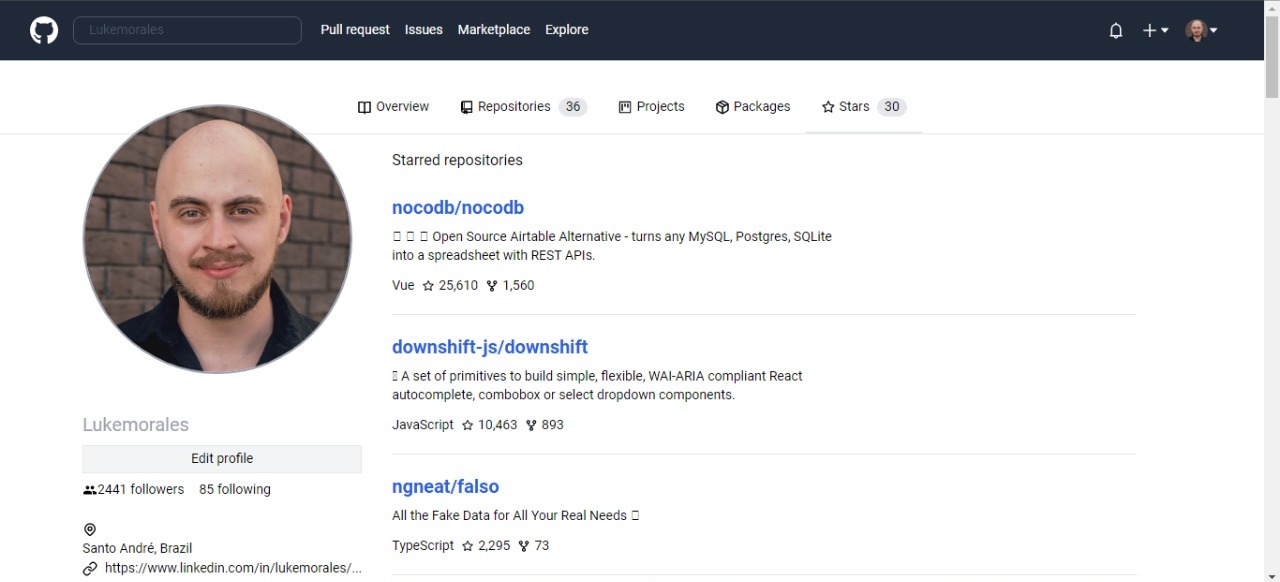 Lukemorales
Pull request Issues Marketplace Explore
Overview Repositories 36 Projects Packages Stars 30
Starred repositories
nocodb/nocodb
Open Source Airtable Alternative - turns any MySQL, Postgres, SQLite
into a spreadsheet with REST APIs.
Vue 25,610 1,560
downshift-js/downshift
A set of primitives to build simple, flexible, WAI-ARIA compliant React
autocomplete, combobox or select dropdown components.
JavaScript 10,463 893
ngneat/falso
All the Fake Data for All Your Real Needs
TypeScript 2,295 73
Lukemorales
Edit profile
2441 followers 85 following
Santo André, Brazil
https://www.linkedin.com/in/lukemorales/...